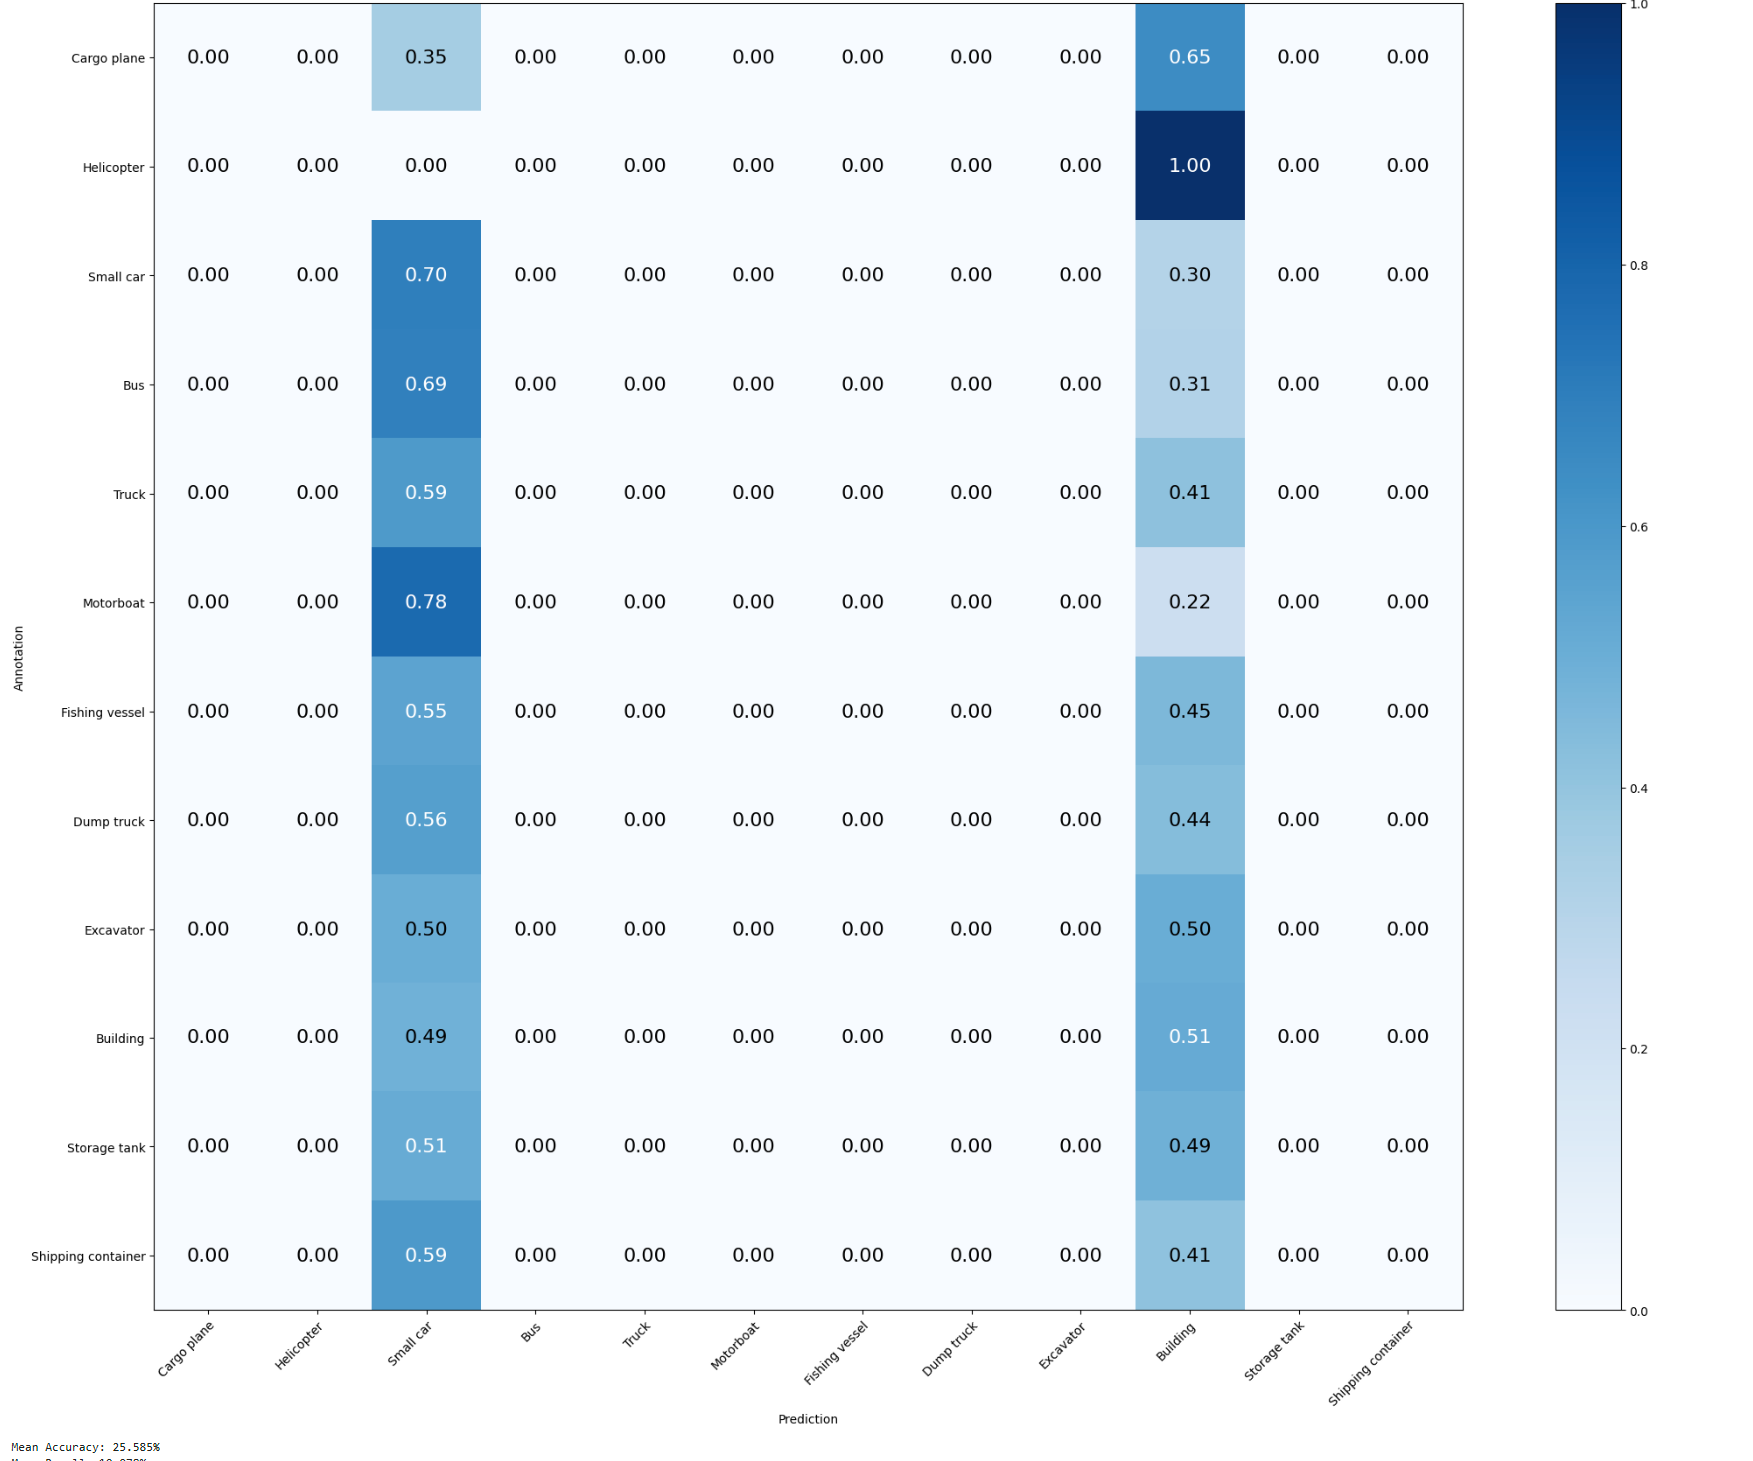 Cargo plane 0.00 0.00 0.35 0.00 0.00 0.00 0.00 0.00 0.00 0.65 0.00 0.00 1.0
Helicopter 0.00 0.00 0.00 0.00 0.00 0.00 0.00 0.00 0.00 1.00 0.00 0.00
Small car 0.00 0.00 0.70 0.00 0.00 0.00 0.00 0.00 0.00 0.30 0.00 0.00 0.8
Bus 0.00 0.00 0.69 0.00 0.00 0.00 0.00 0.00 0.00 0.31 0.00 0.00
Truck 0.00 0.00 0.59 0.00 0.00 0.00 0.00 0.00 0.00 0.41 0.00 0.00 0.6
Motorboat 0.00 0.00 0.78 0.00 0.00 0.00 0.00 0.00 0.00 0.22 0.00 0.00
Annotation
Fishing vessel 0.00 0.00 0.55 0.00 0.00 0.00 0.00 0.00 0.00 0.45 0.00 0.00 0.4
Dump truck 0.00 0.00 0.56 0.00 0.00 0.00 0.00 0.00 0.00 0.44 0.00 0.00
Excavator 0.00 0.00 0.50 0.00 0.00 0.00 0.00 0.00 0.00 0.50 0.00 0.00
Building 0.00 0.00 0.49 0.00 0.00 0.00 0.00 0.00 0.00 0.51 0.00 0.00 0.2
Storage tank 0.00 0.00 0.51 0.00 0.00 0.00 0.00 0.00 0.00 0.49 0.00 0.00
Shipping container 0.00 0.00 0.59 0.00 0.00 0.00 0.00 0.00 0.00 0.41 0.00 0.00 0.0
Cargo plane Helicopter Small car Bus Truck Motorboat Fishing vessel Dump truck Excavator Building Storage tank Shipping container
Prediction
Mean Accuracy: 25.585%